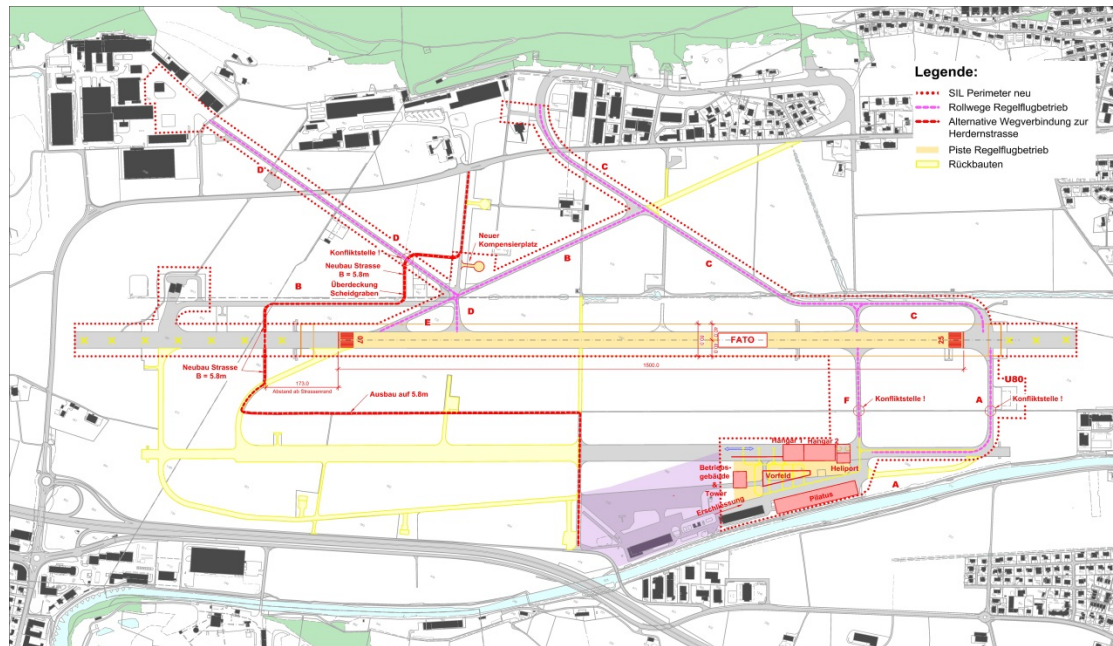 Legende:
SIL Perimeter neu
Rollwege Regelflugbetrieb
Alternative Wegverbindung zur
Herdernstrasse
Piste Regelflugbetrieb
Rückbauten
D
C
D
Konfliktstelle !
Neuer
Kompensierplatz
Neubau Strasse
B = 5.8m
Überdeckung
Scheidgraben
B
B
C
D
E
C
07
FATO
25
1500.0
Neubau Strasse
B = 5.8m
173.0
Abstand ab Strassenrand
Ausbau auf 5.8m
U80
F
Konfliktstelle !
A
Konfliktstelle !
Hangar 1
Hangar 2
Heliport
Betriebs-
gebäude
&
Tower
Vorfeld
Erschliessung
Pilatus
A